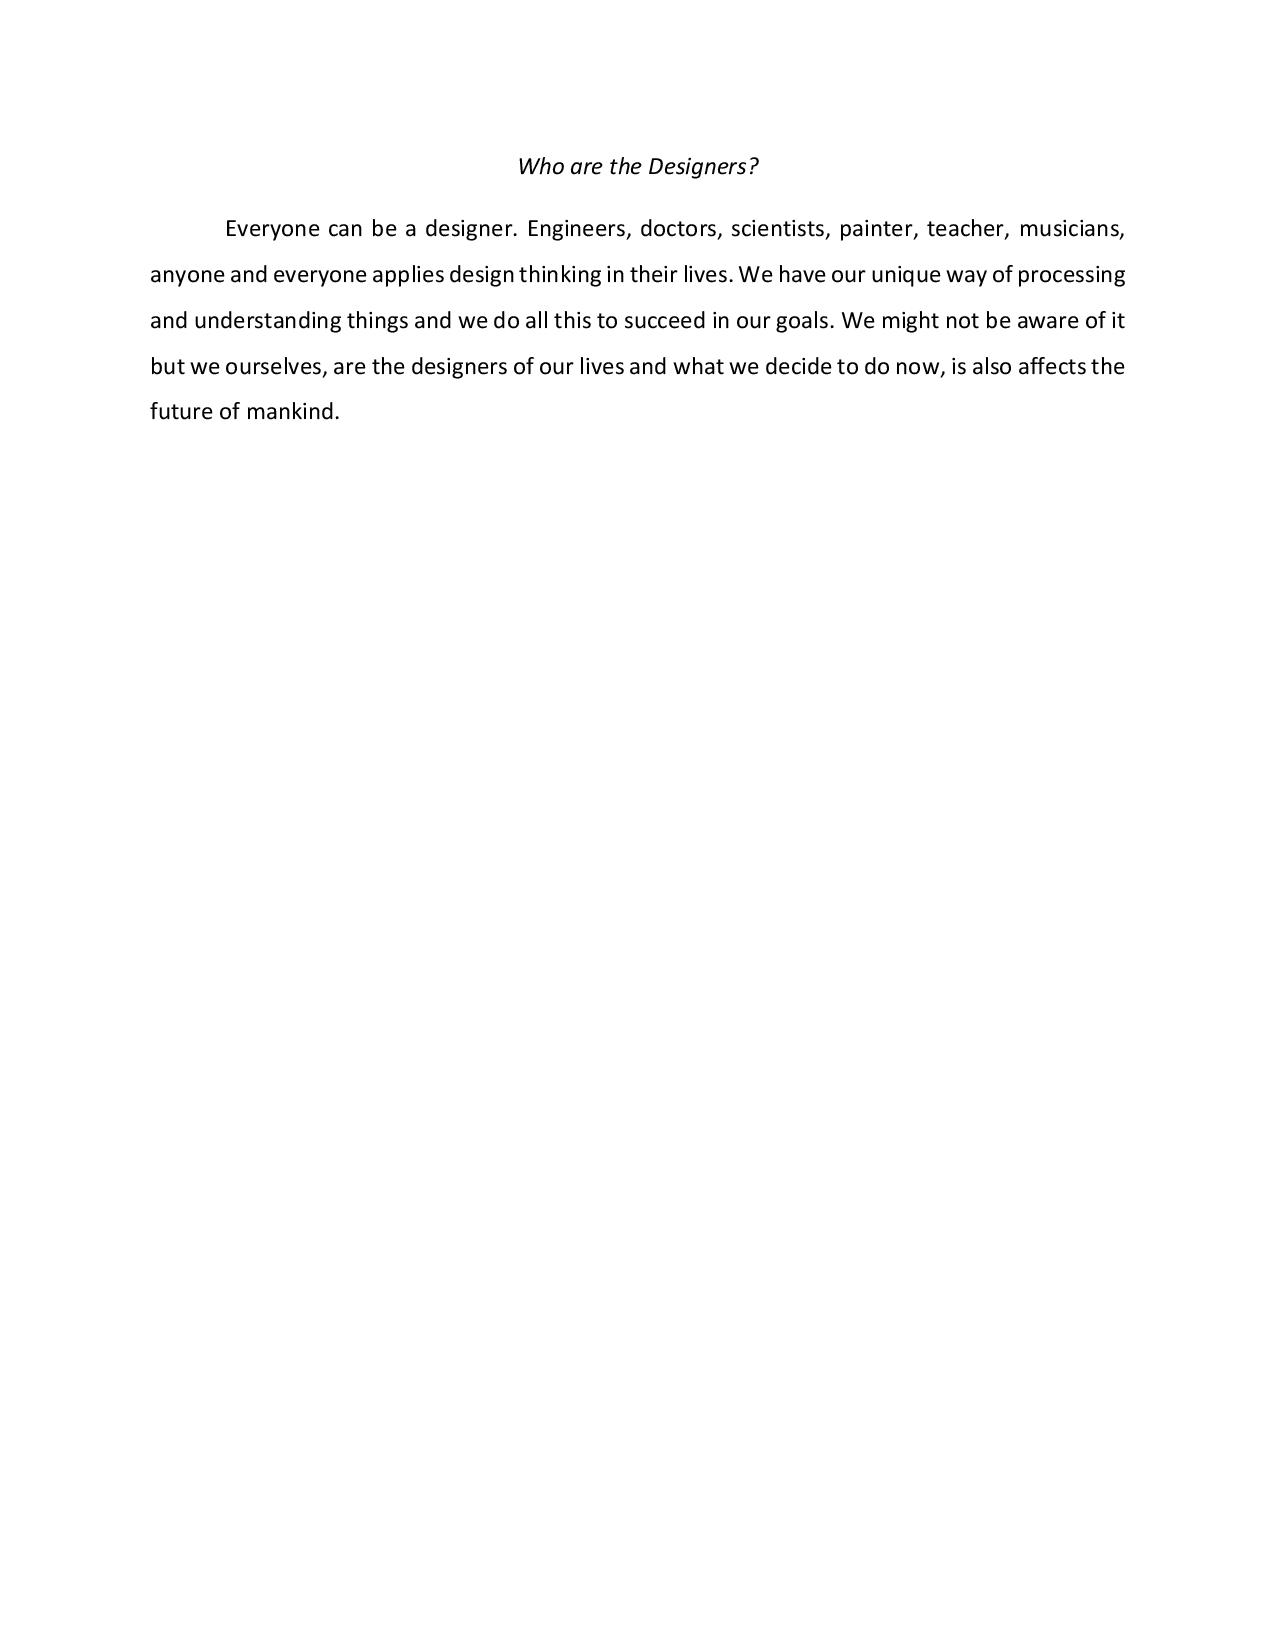 Who are the Designers?
Everyone can be a designer. Engineers, doctors, scientists, painter, teacher, musicians,
anyone and everyone applies design thinking in their lives. We have our unique way of processing
and understanding things and we do all this to succeed in our goals. We might not be aware of it
but we ourselves, are the designers of our lives and what we decide to do now, is also affects the
future of mankind.